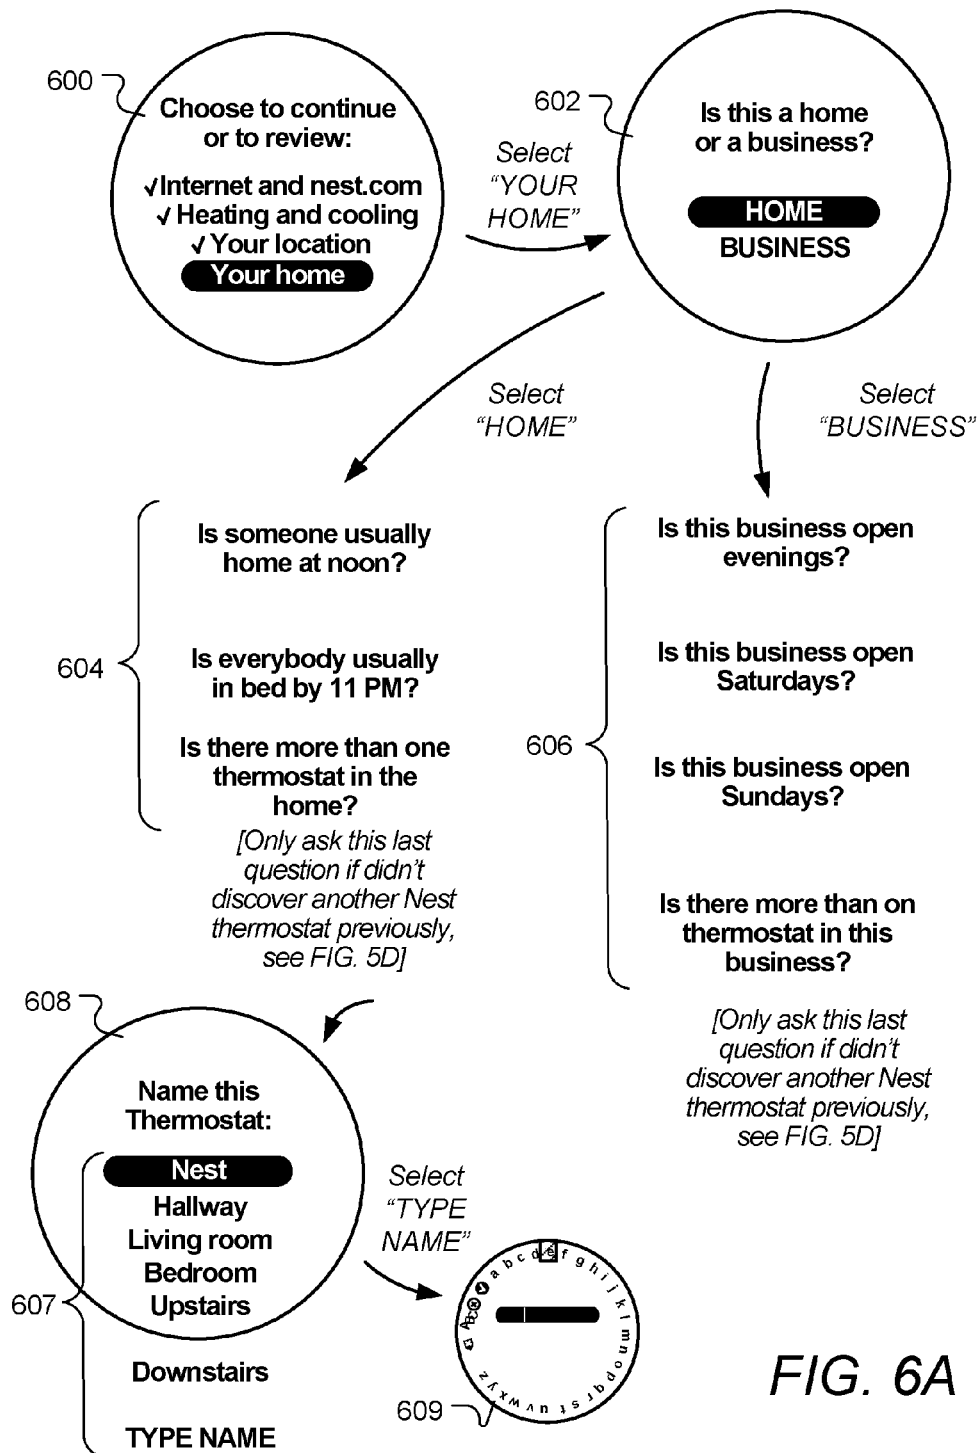 600
Choose to continue
or to review:
✓Internet and nest.com
✓Heating and cooling
✓Your location
Your home
Select
“YOUR
HOME”
602
Is this a home
or a business?
HOME
BUSINESS
Select
“HOME”
Select
“BUSINESS”
604
Is someone usually
home at noon?
Is everybody usually
in bed by 11 PM?
Is there more than one
thermostat in the
home?
[Only ask this last
question if didn’t
discover another Nest
thermostat previously,
see FIG. 5D]
606
Is this business open
evenings?
Is this business open
Saturdays?
Is this business open
Sundays?
Is there more than on
thermostat in this
business?
[Only ask this last
question if didn’t
discover another Nest
thermostat previously,
see FIG. 5D]
608
Name this
Thermostat:
607
Nest
Hallway
Living room
Bedroom
Upstairs
Downstairs
TYPE NAME
Select
“TYPE
NAME”
a b c d e f g h i j k l m n o p q r s t u v w x y z
609
FIG. 6A